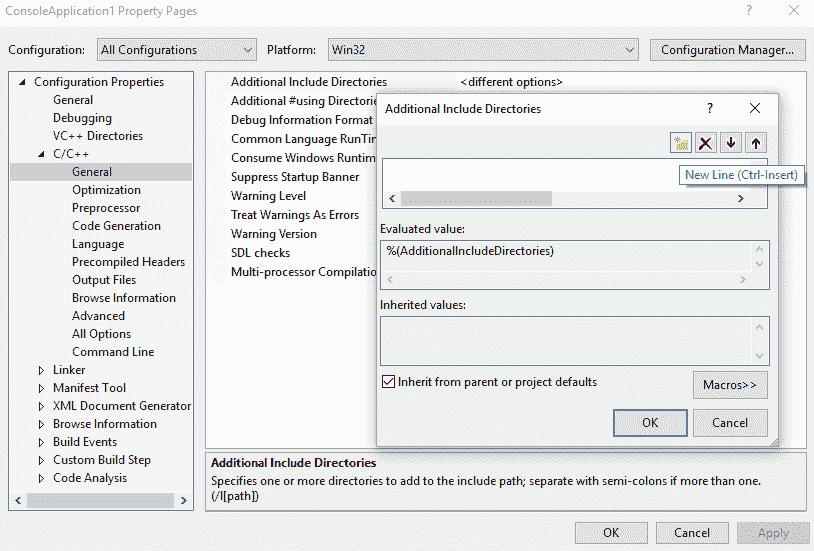 ConsoleApplication1 Property Pages
Configuration: All Configurations Platform: Win32 Configuration Manager...
Configuration Properties
General
Debugging
VC++ Directories
C/C++
General
Optimization
Preprocessor
Code Generation
Language
Precompiled Headers
Output Files
Browse Information
Advanced
All Options
Command Line
Linker
Manifest Tool
XML Document Generator
Browse Information
Build Events
Custom Build Step
Code Analysis
Additional Include Directories <different options>
Additional #using Directorie
Debug Information Format
Common Language RunTim
Consume Windows Runtim
Suppress Startup Banner
Warning Level
Treat Warnings As Errors
Warning Version
SDL checks
Multi-processor Compilatio
Additional Include Directories
New Line (Ctrl-Insert)
Evaluated value:
%(AdditionalIncludeDirectories)
Inherited values:
Inherit from parent or project defaults
Macros>>
OK Cancel
Additional Include Directories
Specifies one or more directories to add to the include path; separate with semi-colons if more than one.
(/I[path])
OK Cancel Apply